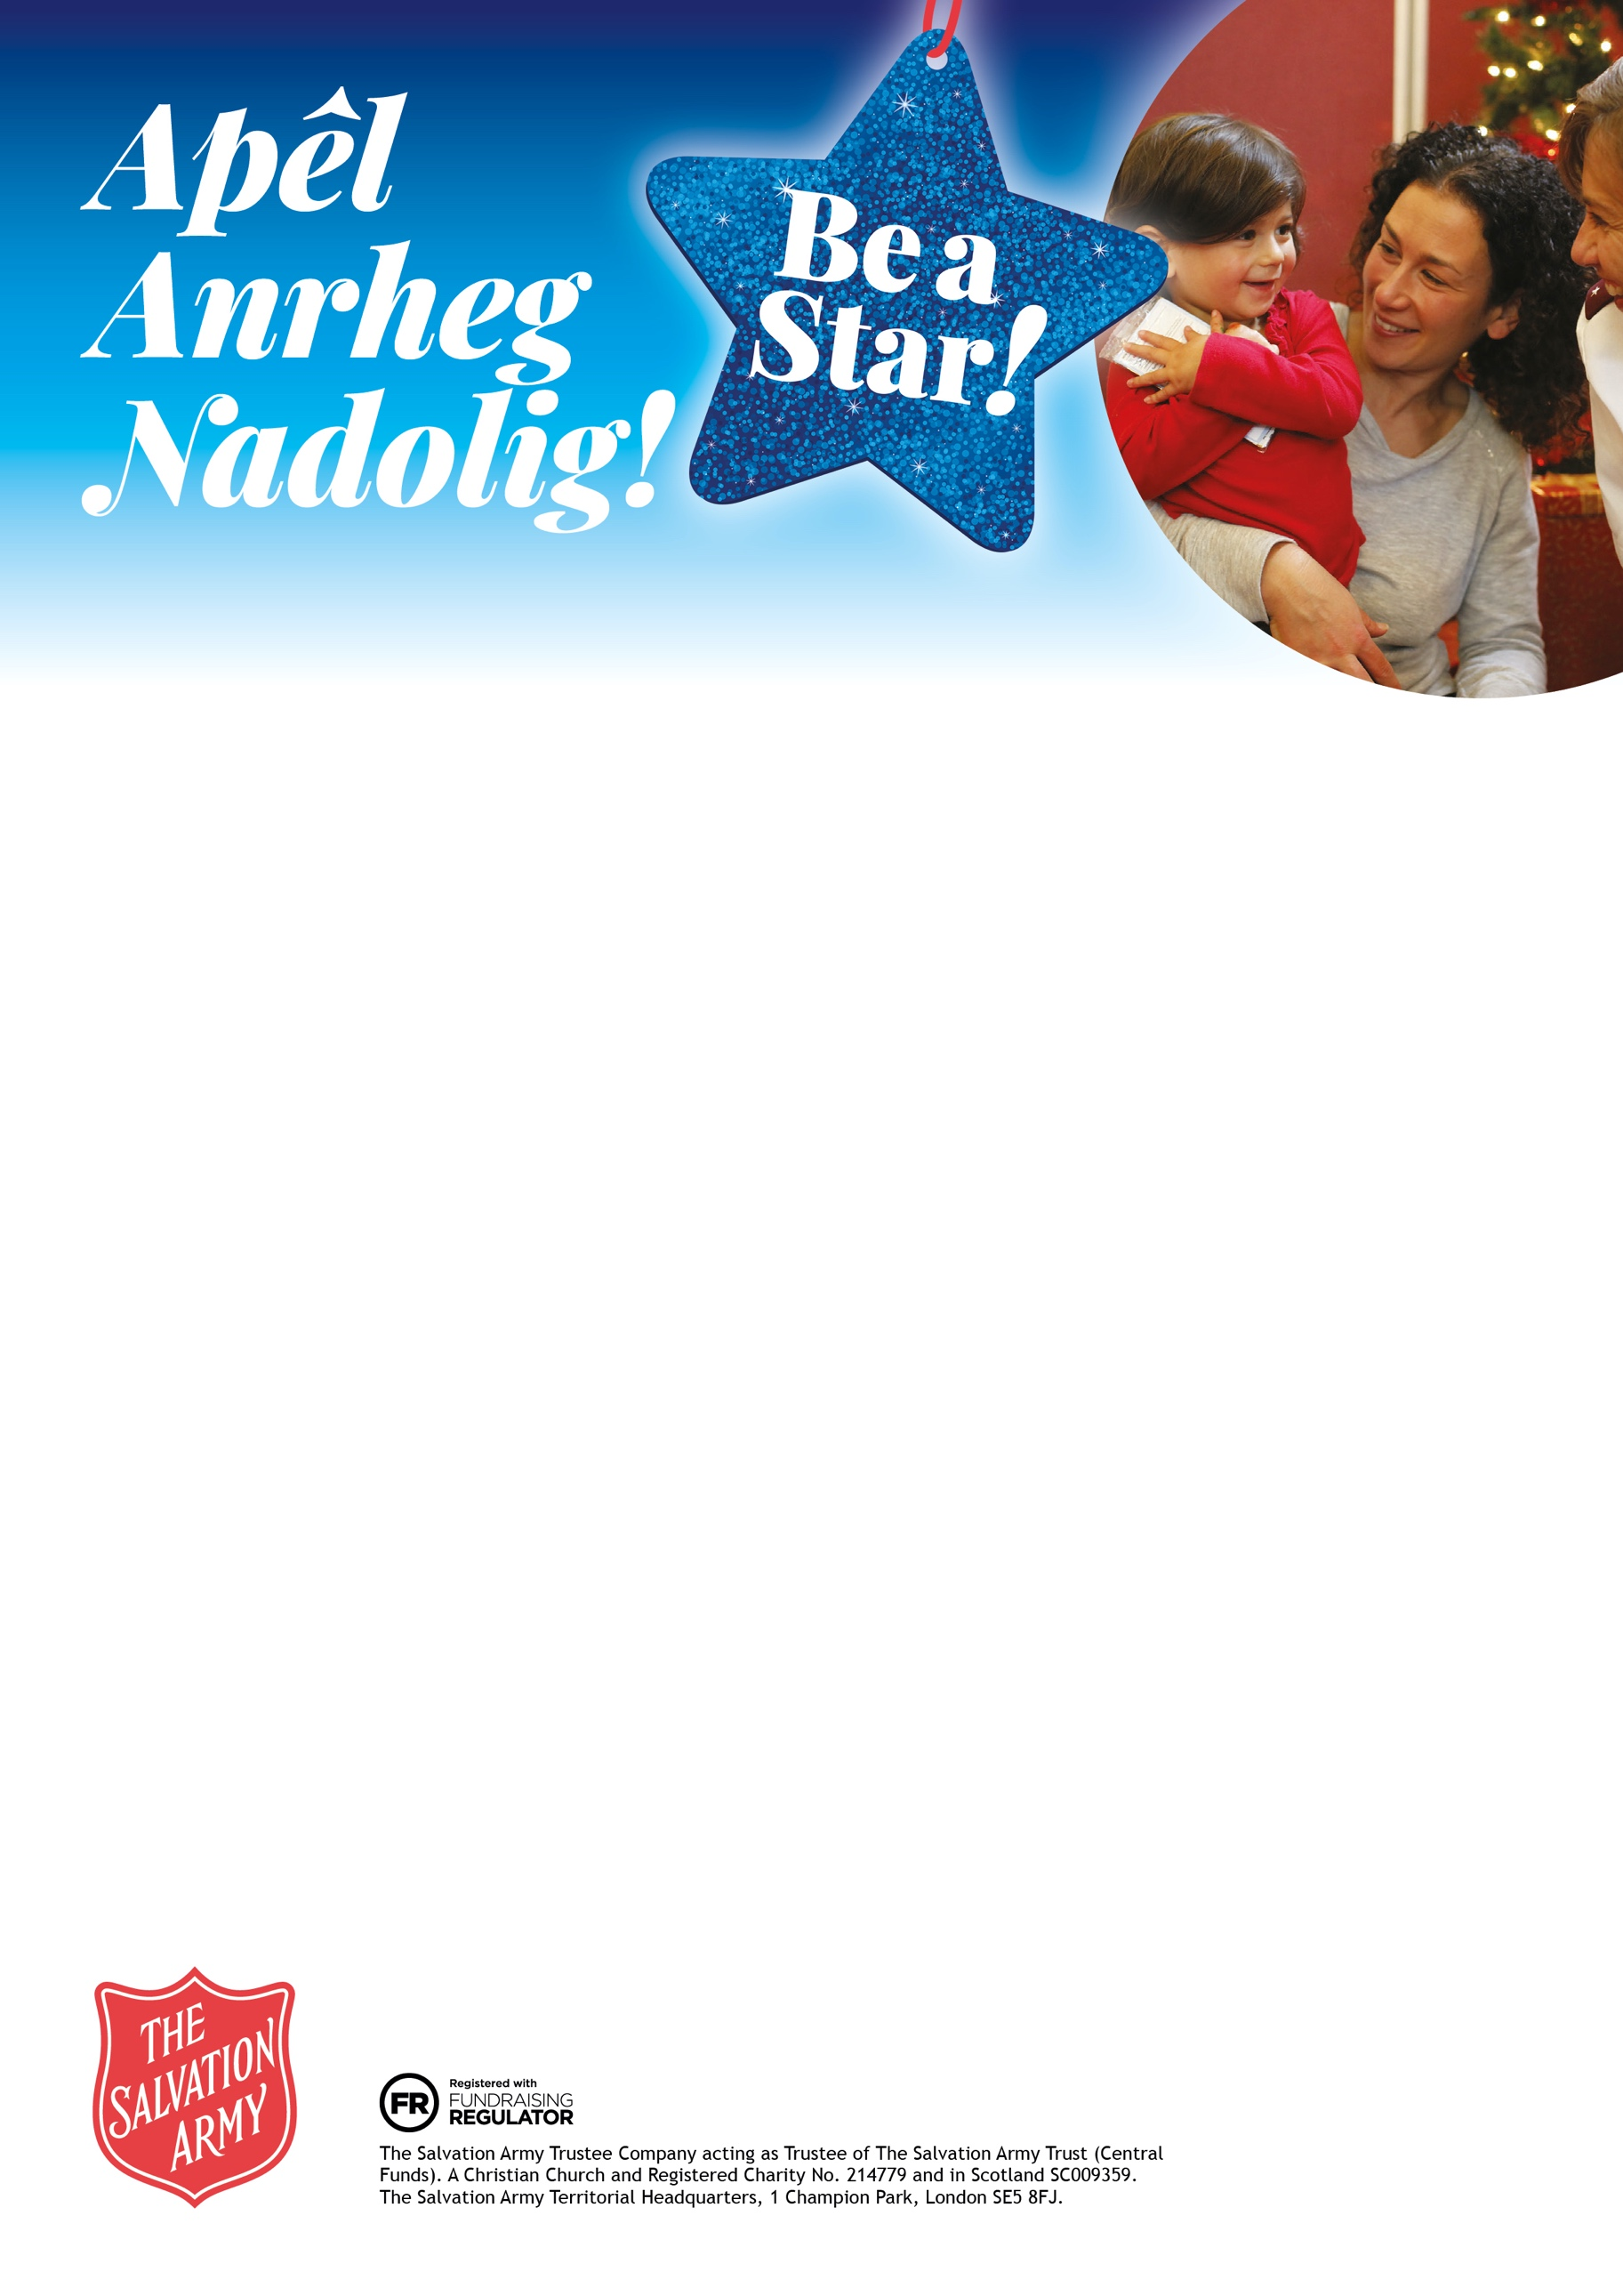 Apêl
Anrheg
Nadolig!
Be a
Star!
THE
SALVATION
ARMY
FR
Registered with
FUNDRAISING
REGULATOR
The Salvation Army Trustee Company acting as Trustee of The Salvation Army Trust (Central
Funds). A Christian Church and Registered Charity No. 214779 and in Scotland SC009359.
The Salvation Army Territorial Headquarters, 1 Champion Park, London SE5 8FJ.